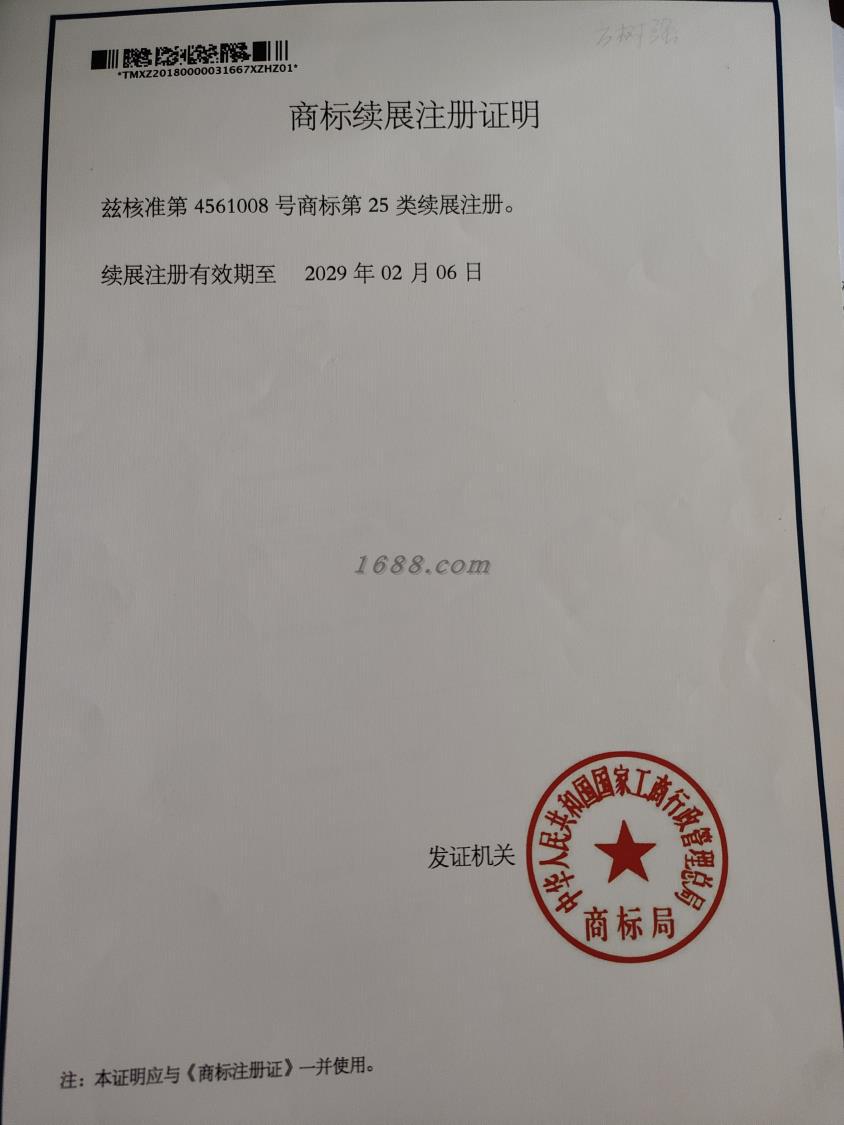 *TMXZ20180000031667XZHZ01*
商标续展注册证明
兹核准第 4561008 号商标第 25 类续展注册。
续展注册有效期至 2029 年 02 月 06 日
1688.com
发证机关
中华人民共和国国家工商行政管理总局
商标局
注：本证明应与《商标注册证》一并使用。